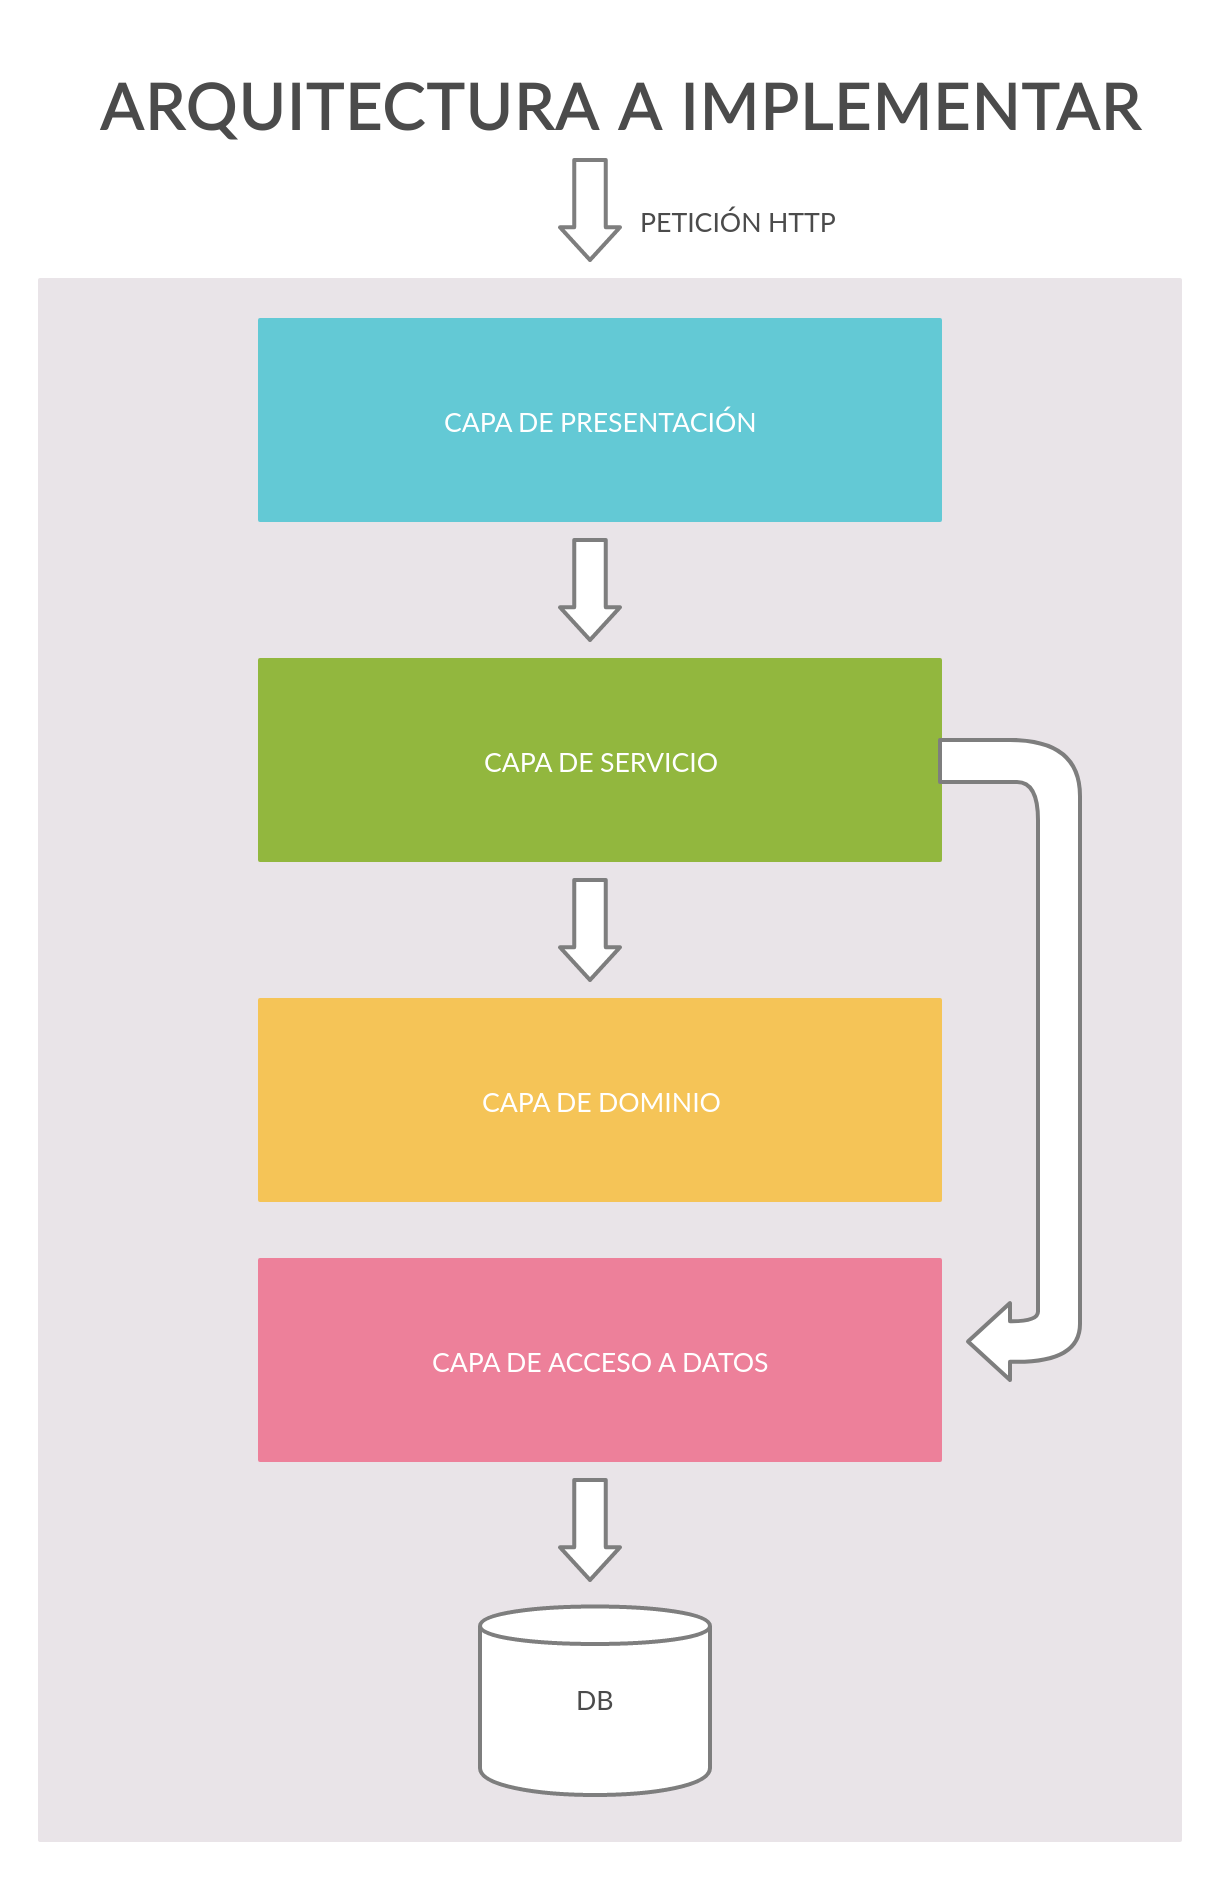 ARQUITECTURA A IMPLEMENTAR
PETICIÓN HTTP
CAPA DE PRESENTACIÓN
CAPA DE SERVICIO
CAPA DE DOMINIO
CAPA DE ACCESO A DATOS
DB